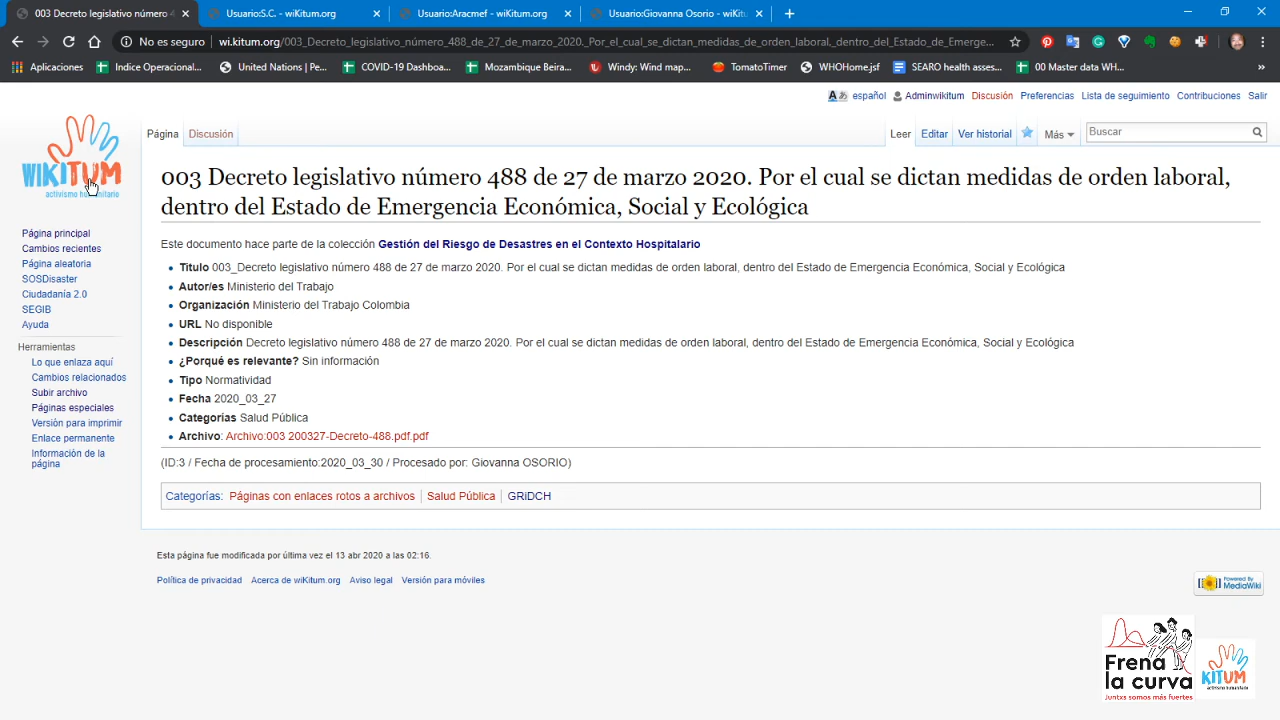 003 Decreto legislativo número 4
Usuario:S.C. - wiKitum.org
Usuario:Aracmef - wiKitum.org
Usuario:Giovanna Osorio - wiKitu
No es seguro
wi.kitum.org/003_Decreto_legislativo_número_488_de_27_de_marzo_2020._Por_el_cual_se_dictan_medidas_de_orden_laboral,_dentro_del_Estado_de_Emerge...
Aplicaciones
Indice Operacional...
United Nations | Pe...
COVID-19 Dashboa...
Mozambique Beira,...
Windy: Wind map...
TomatoTimer
WHOHome.jsf
SEARO health asses...
00 Master data WH...
»
español
Adminwikitum
Discusión
Preferencias
Lista de seguimiento
Contribuciones
Salir
WIKITUM
activismo humanitario
Página
Discusión
Leer
Editar
Ver historial
Más
Buscar
003 Decreto legislativo número 488 de 27 de marzo 2020. Por el cual se dictan medidas de orden laboral,
dentro del Estado de Emergencia Económica, Social y Ecológica
Página principal
Cambios recientes
Página aleatoria
SOSDisaster
Ciudadanía 2.0
SEGIB
Ayuda
Herramientas
Lo que enlaza aquí
Cambios relacionados
Subir archivo
Páginas especiales
Versión para imprimir
Enlace permanente
Información de la
página
Este documento hace parte de la colección Gestión del Riesgo de Desastres en el Contexto Hospitalario
Titulo 003_Decreto legislativo número 488 de 27 de marzo 2020. Por el cual se dictan medidas de orden laboral, dentro del Estado de Emergencia Económica, Social y Ecológica
Autor/es Ministerio del Trabajo
Organización Ministerio del Trabajo Colombia
URL No disponible
Descripción Decreto legislativo número 488 de 27 de marzo 2020. Por el cual se dictan medidas de orden laboral, dentro del Estado de Emergencia Económica, Social y Ecológica
¿Porqué es relevante? Sin información
Tipo Normatividad
Fecha 2020_03_27
Categorías Salud Pública
Archivo: Archivo:003 200327-Decreto-488.pdf.pdf
(ID:3 / Fecha de procesamiento:2020_03_30 / Procesado por: Giovanna OSORIO)
Categorías: Páginas con enlaces rotos a archivos | Salud Pública | GRiDCH
Esta página fue modificada por última vez el 13 abr 2020 a las 02:16.
Política de privacidad
Acerca de wiKitum.org
Aviso legal
Versión para móviles
Powered By
MediaWiki
Frena
la curva
Juntxs somos más fuertes
KITUM
activismo humanitario